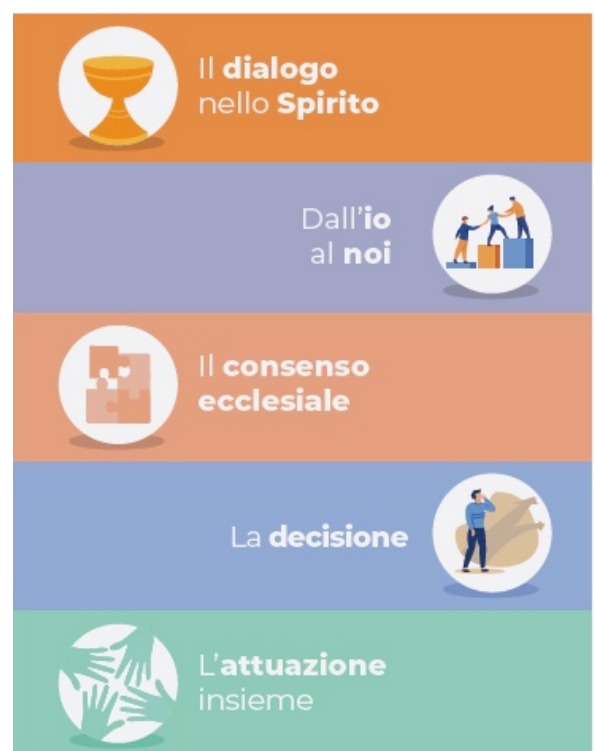 Il dialogo
nello Spirito
Dall'io
al noi
Il consenso
ecclesiale
La decisione
L'attuazione
insieme